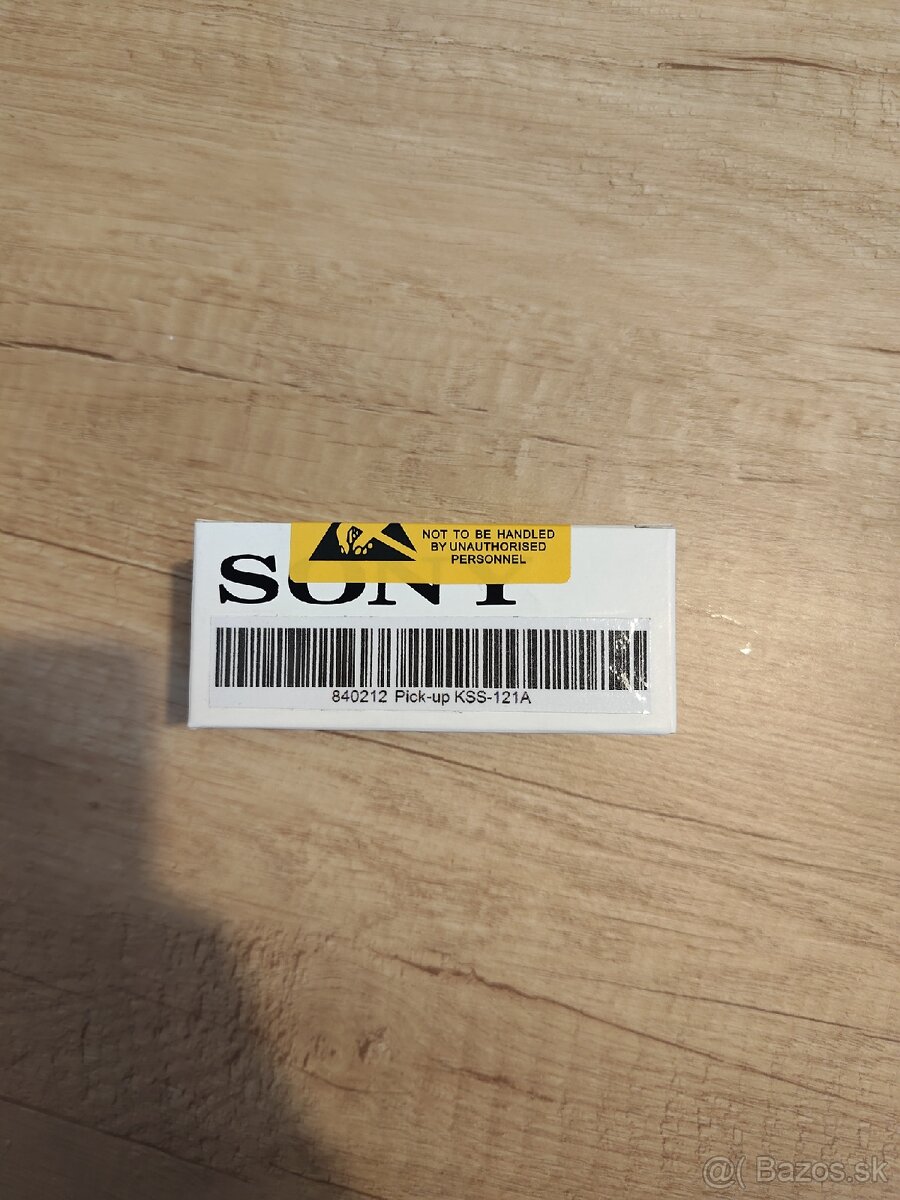 NOT TO BE HANDLED
BY UNAUTHORISED
PERSONNEL
SONY
840212 Pick-up KSS-121A
@( Bazos.sk